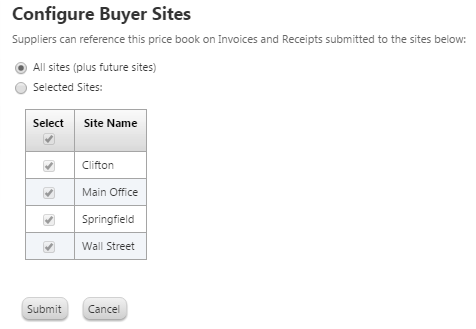 Configure Buyer Sites
Suppliers can reference this price book on Invoices and Receipts submitted to the sites below:
All sites (plus future sites)
Selected Sites:
Select Site Name
Clifton
Main Office
Springfield
Wall Street
Submit Cancel